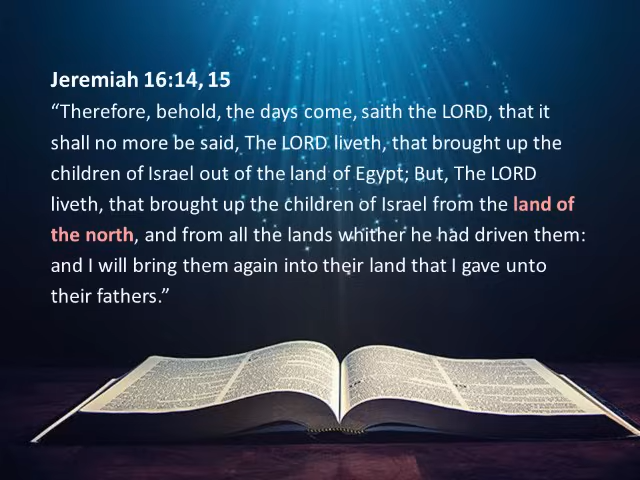 Jeremiah 16:14, 15
“Therefore, behold, the days come, saith the LORD, that it
shall no more be said, The LORD liveth, that brought up the
children of Israel out of the land of Egypt; But, The LORD
liveth, that brought up the children of Israel from the land of
the north, and from all the lands whither he had driven them:
and I will bring them again into their land that I gave unto
their fathers.”